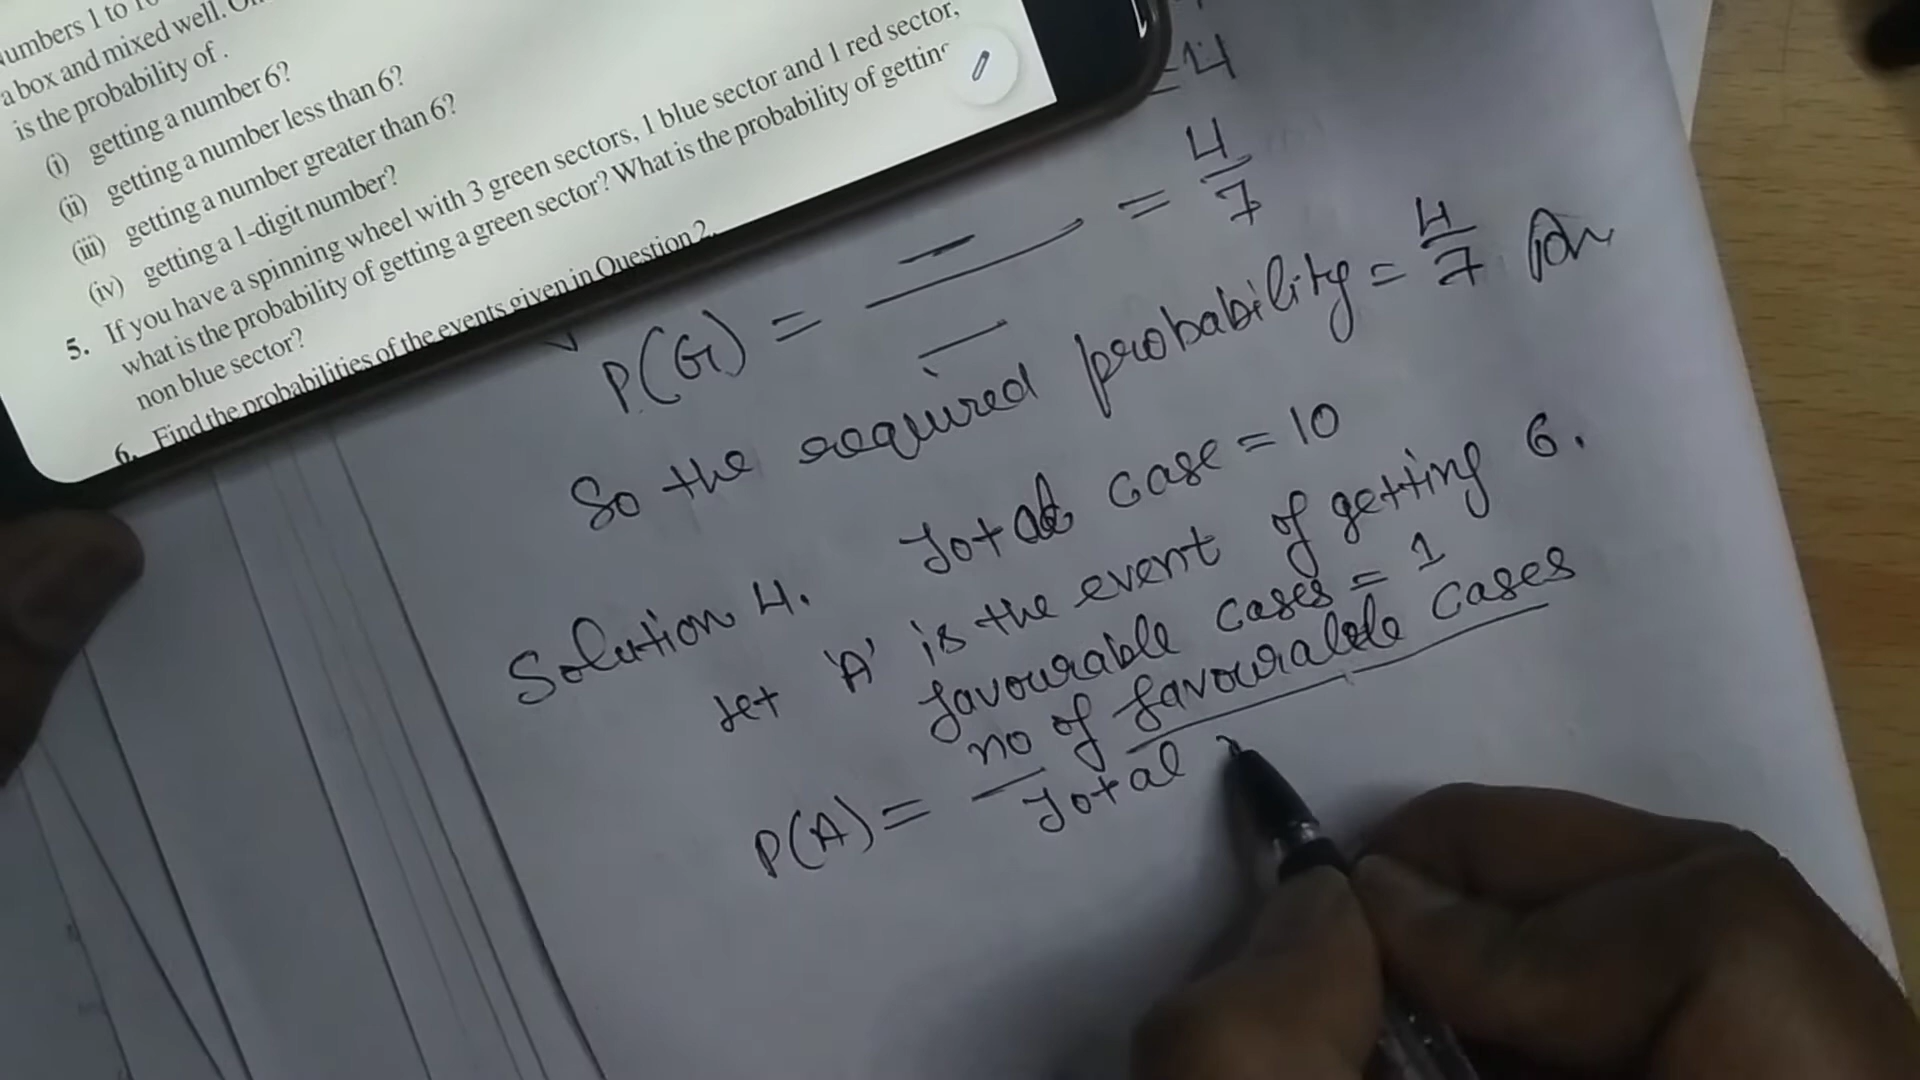 numbers 1 to 10
a box and mixed well.
is the probability of .
(i) getting a number 6?
(ii) getting a number less than 6?
(iii) getting a number greater than 6?
(iv) getting a 1-digit number?
5. If you have a spinning wheel with 3 green sectors, 1 blue sector and 1 red sector,
what is the probability of getting a green sector? What is the probability of getting
non blue sector?
6. Find the probabilities of the events given in Question 2.
=4
P(G) = — = 4/7
So the required probability = 4/7
Solution 4. Total case = 10
Let 'A' is the event of getting 6.
favourable cases = 1
P(A) = no of favourable cases
Total